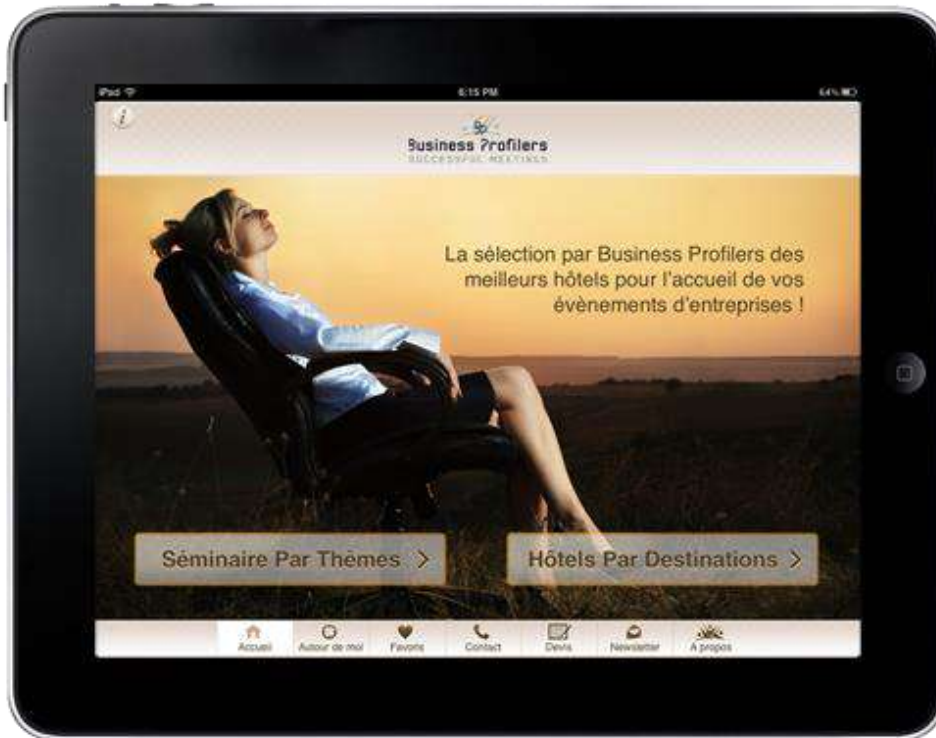 iPad
6:15 PM
64%
i
Business Profilers
SUCCESSFUL MEETINGS
La sélection par Business Profilers des
meilleurs hôtels pour l'accueil de vos
évènements d'entreprises !
Séminaire Par Thèmes >
Hôtels Par Destinations >
Accueil
Autour de moi
Favoris
Contact
Devis
Newsletter
A propos